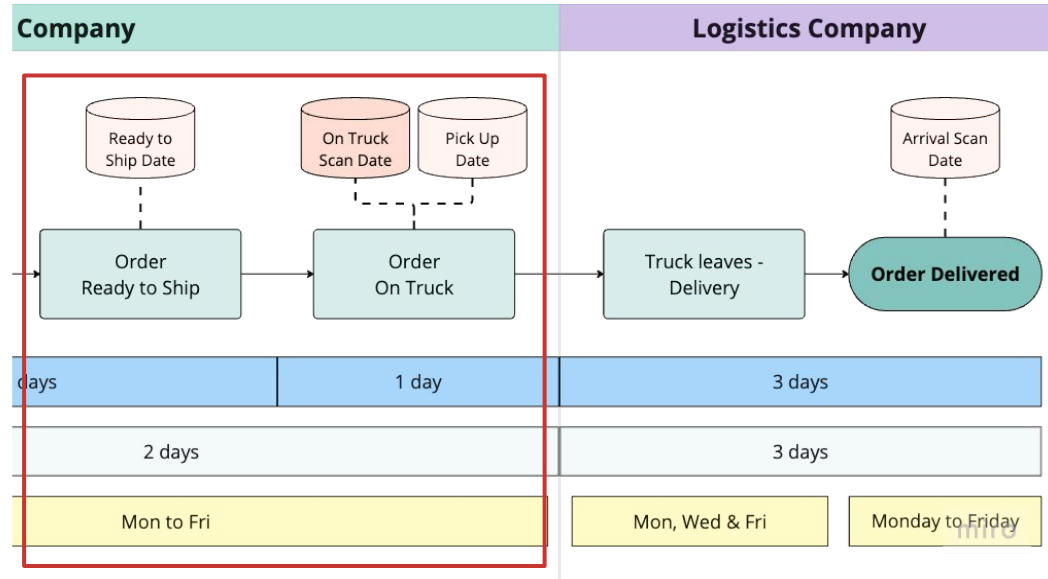 Company
Logistics Company
Ready to
Ship Date
On Truck
Scan Date
Pick Up
Date
Arrival Scan
Date
Order
Ready to Ship
Order
On Truck
Truck leaves -
Delivery
Order Delivered
days
1 day
3 days
2 days
3 days
Mon to Fri
Mon, Wed & Fri
Monday to Friday
miro